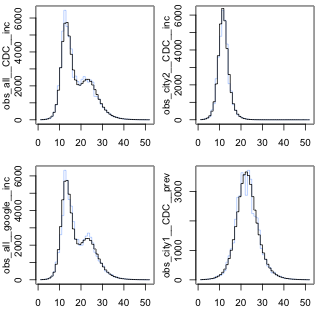 obs_all__CDC__inc
0 2000 4000 6000
0 10 20 30 40 50
obs_city2__CDC__inc
0 2000 4000 6000
0 10 20 30 40 50
obs_all__google__inc
0 2000 4000 6000
0 10 20 30 40 50
obs_city1__CDC__prev
0 1000 3000
0 10 20 30 40 50